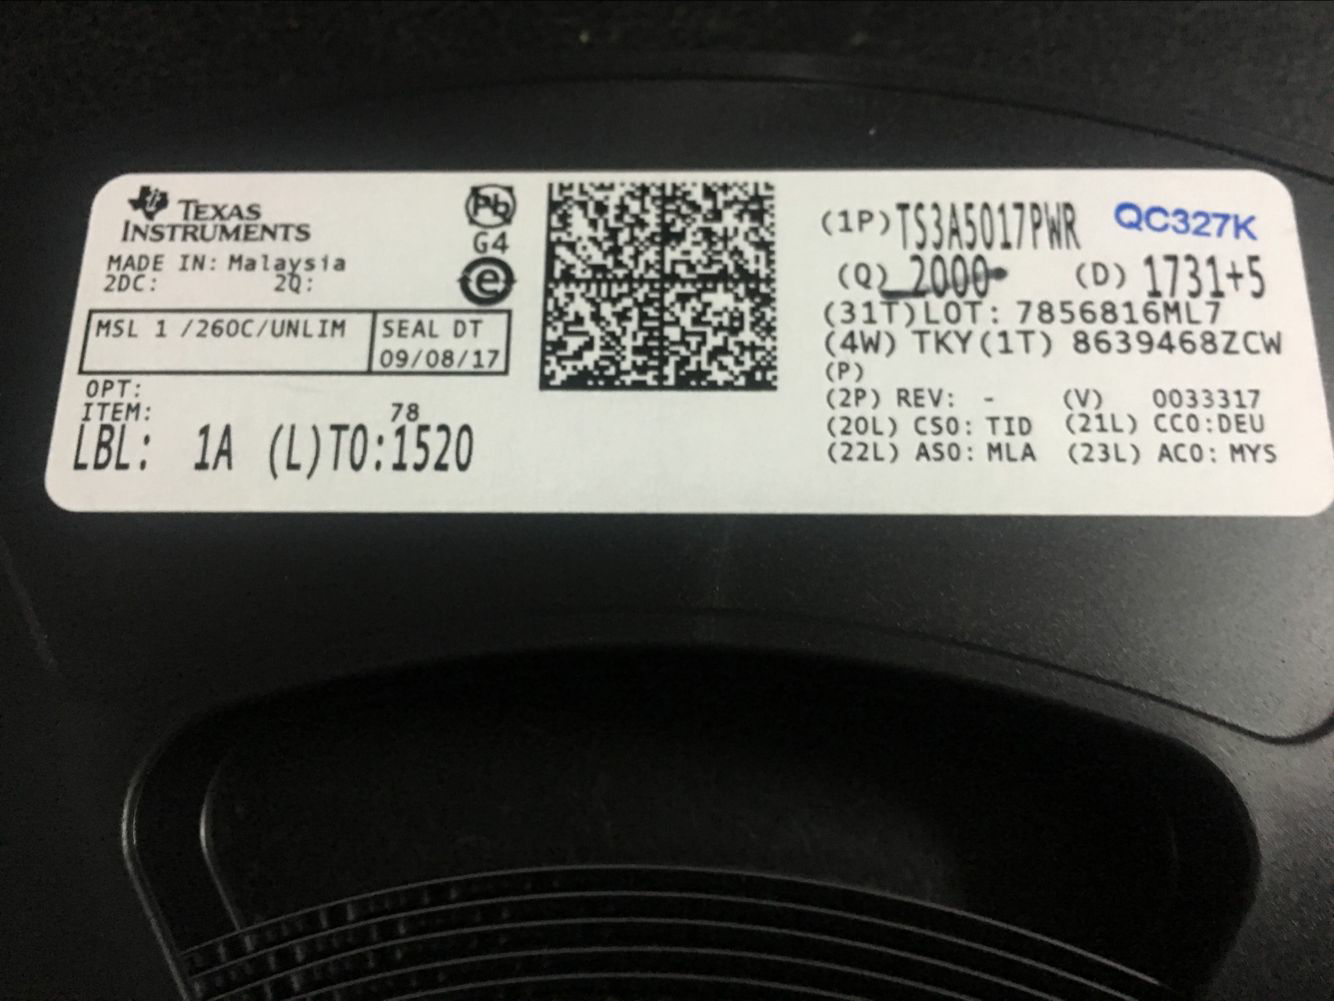 TEXAS
INSTRUMENTS
MADE IN: Malaysia
2DC: 2Q:
Pb
G4
e
MSL 1 /260C/UNLIM
SEAL DT
09/08/17
OPT:
ITEM: 78
LBL: 1A (L)TO:1520
(1P)TS3A5017PWR QC327K
(Q) 2000 (D) 1731+5
(31T)LOT: 7856816ML7
(4W) TKY(1T) 8639468ZCW
(P)
(2P) REV: - (V) 0033317
(20L) CSO: TID (21L) CCO:DEU
(22L) ASO: MLA (23L) ACO: MYS